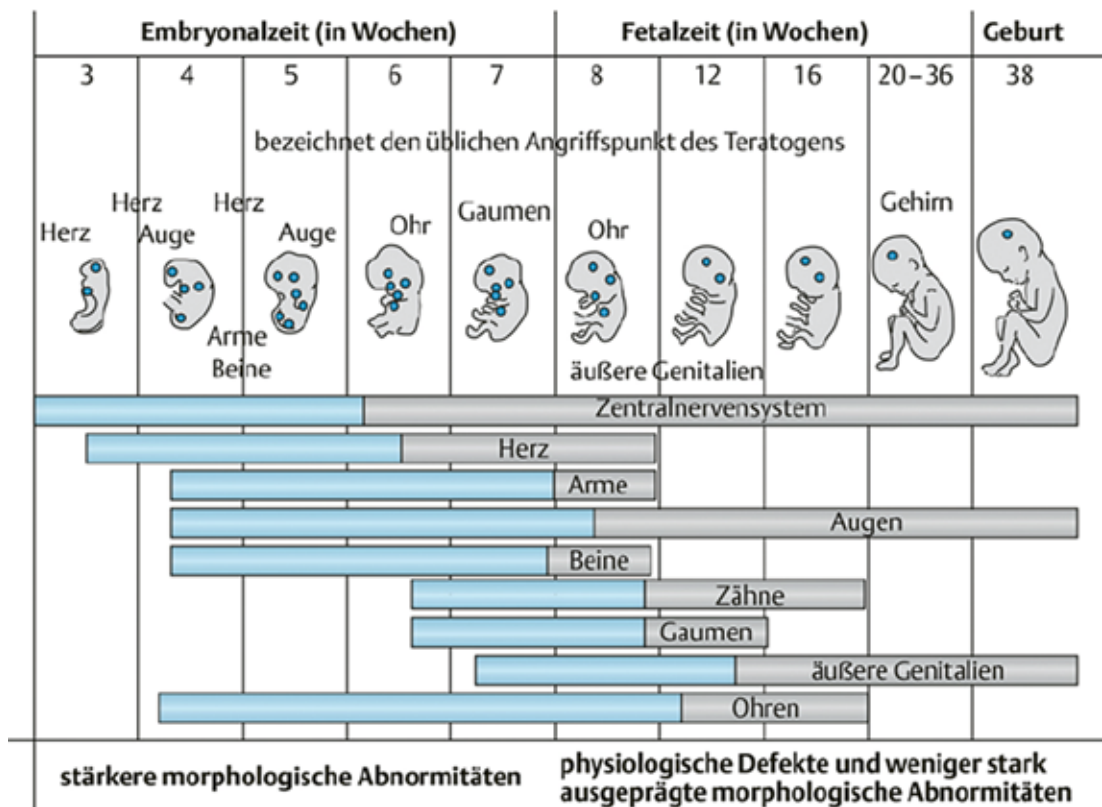 Embryonalzeit (in Wochen) Fetalzeit (in Wochen) Geburt
3 4 5 6 7 8 12 16 20–36 38
bezeichnet den üblichen Angriffspunkt des Teratogens
Herz
Herz
Auge
Herz
Auge
Arme
Beine
Ohr
Gaumen
Ohr
äußere Genitalien
Gehirn
Zentralnervensystem
Herz
Arme
Augen
Beine
Zähne
Gaumen
äußere Genitalien
Ohren
stärkere morphologische Abnormitäten
physiologische Defekte und weniger stark
ausgeprägte morphologische Abnormitäten